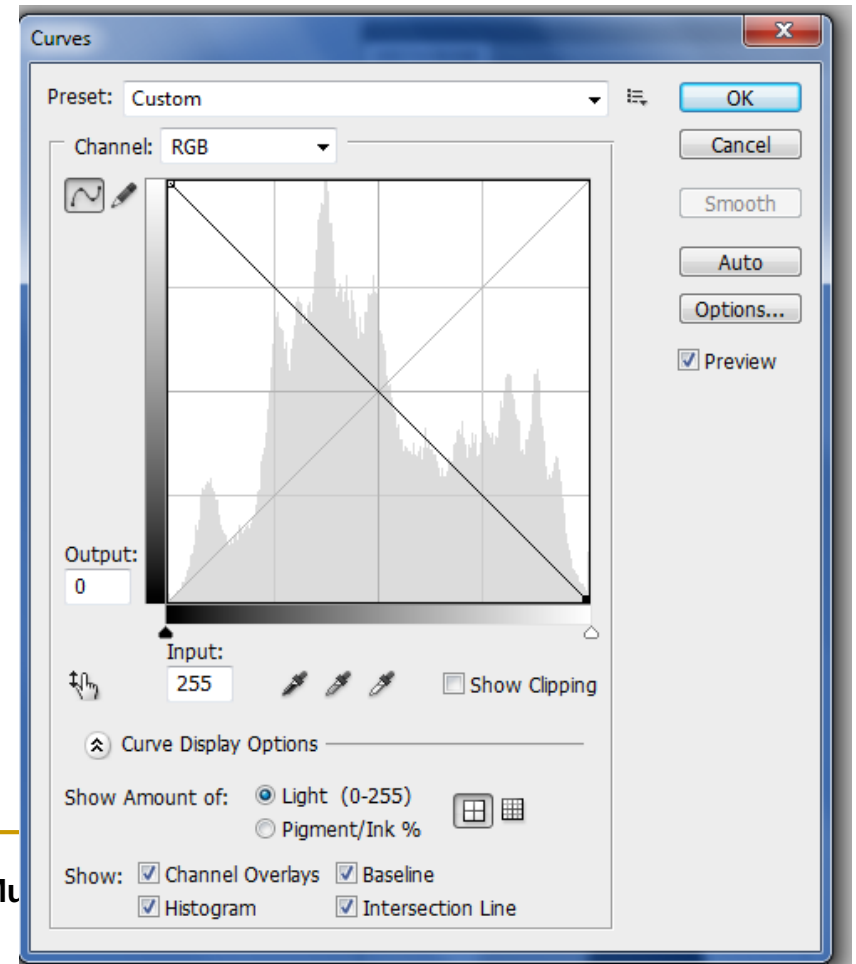 Curves
Preset: Custom
OK
Channel: RGB
Cancel
Smooth
Auto
Options...
Preview
Output:
0
Input:
255
Show Clipping
Curve Display Options
Show Amount of: Light (0-255)
Pigment/Ink %
Show: Channel Overlays Baseline
Histogram Intersection Line